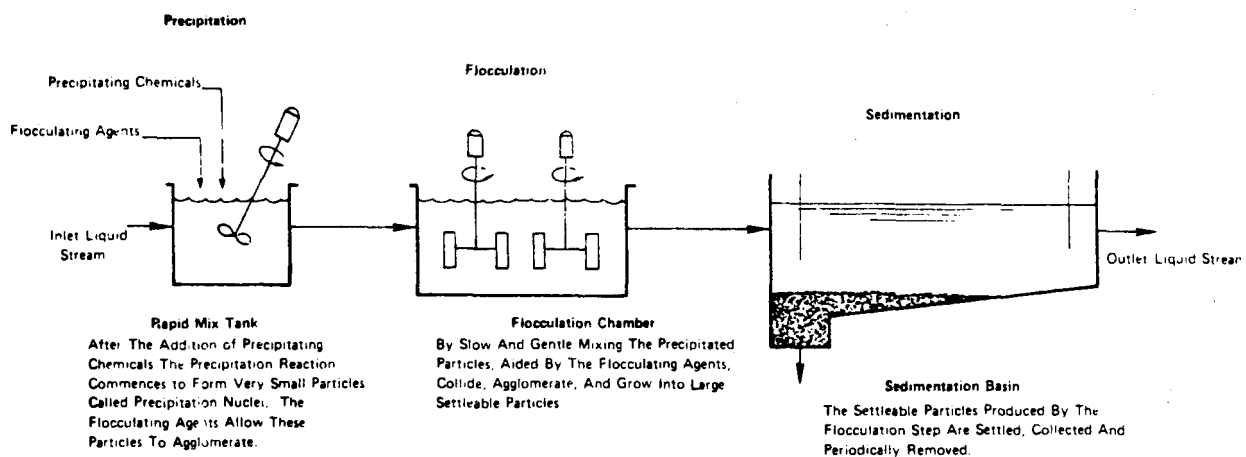 Precipitation
Precipitating Chemicals
Flocculating Agents
Inlet Liquid
Stream
Rapid Mix Tank
After The Addition of Precipitating
Chemicals The Precipitation Reaction
Commences to Form Very Small Particles
Called Precipitation Nuclei. The
Flocculating Agents Allow These
Particles To Agglomerate.
Flocculation
Flocculation Chamber
By Slow And Gentle Mixing The Precipitated
Particles, Aided By The Flocculating Agents,
Collide, Agglomerate, And Grow Into Large
Settleable Particles
Sedimentation
Outlet Liquid Stream
Sedimentation Basin
The Settleable Particles Produced By The
Flocculation Step Are Settled, Collected And
Periodically Removed.